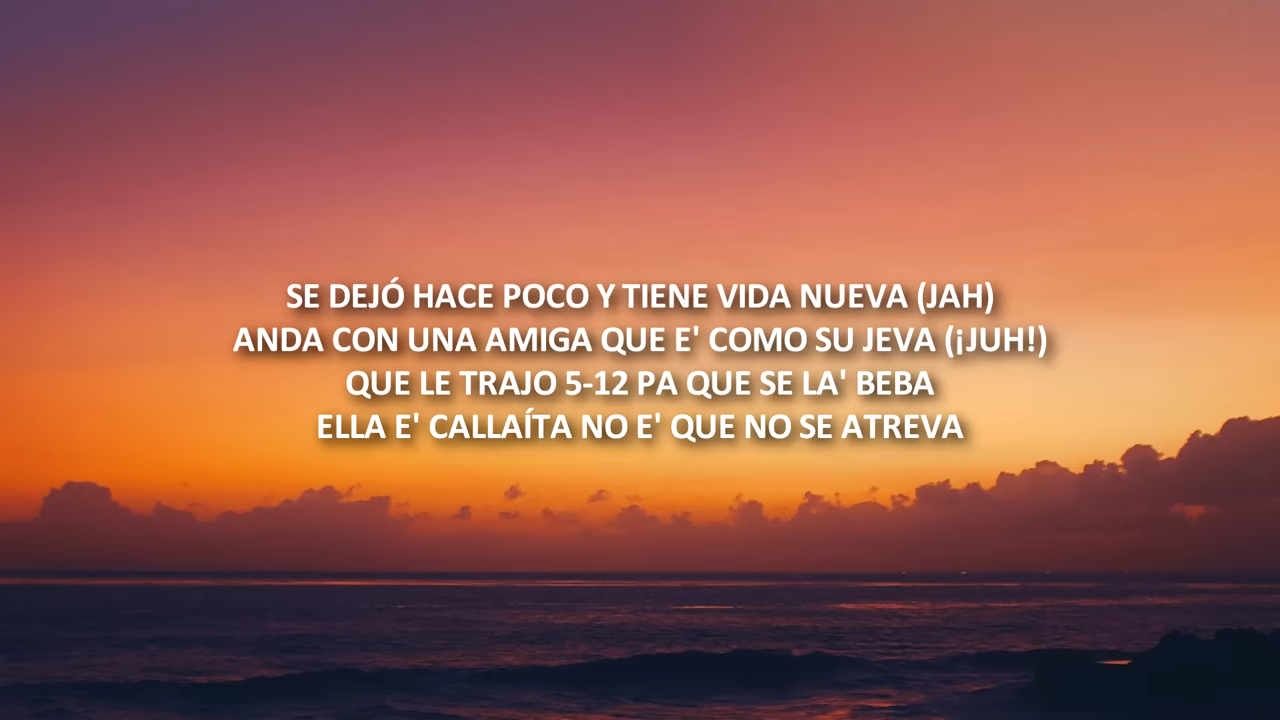 SE DEJÓ HACE POCO Y TIENE VIDA NUEVA (JAH)
ANDA CON UNA AMIGA QUE E' COMO SU JEVA (¡JUH!)
QUE LE TRAJO 5-12 PA QUE SE LA' BEBA
ELLA E' CALLAÍTA NO E' QUE NO SE ATREVA